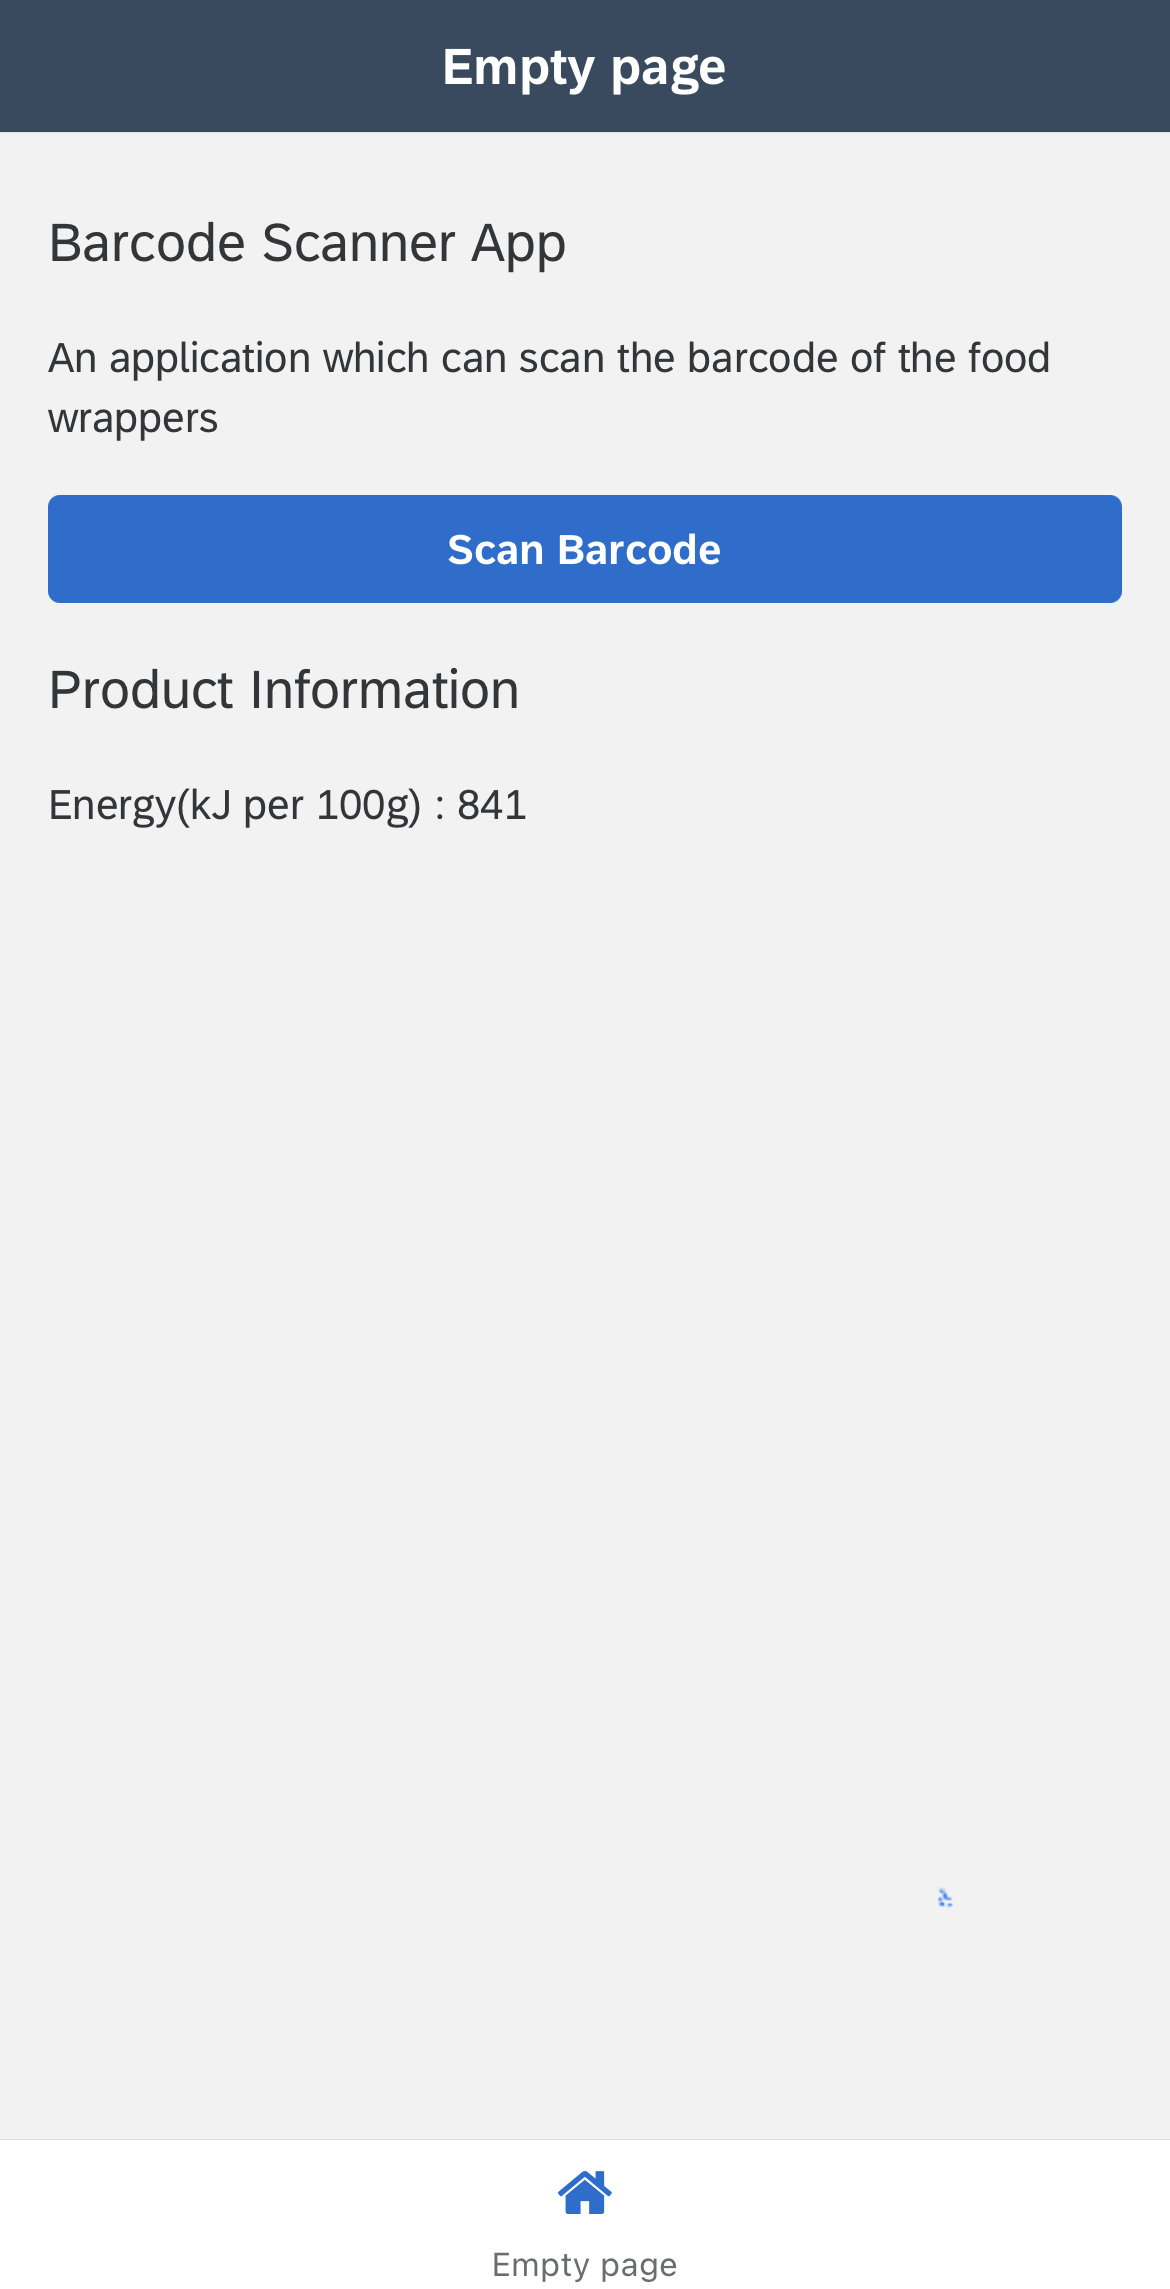 Empty page
Barcode Scanner App
An application which can scan the barcode of the food
wrappers
Scan Barcode
Product Information
Energy(kJ per 100g) : 841
Empty page